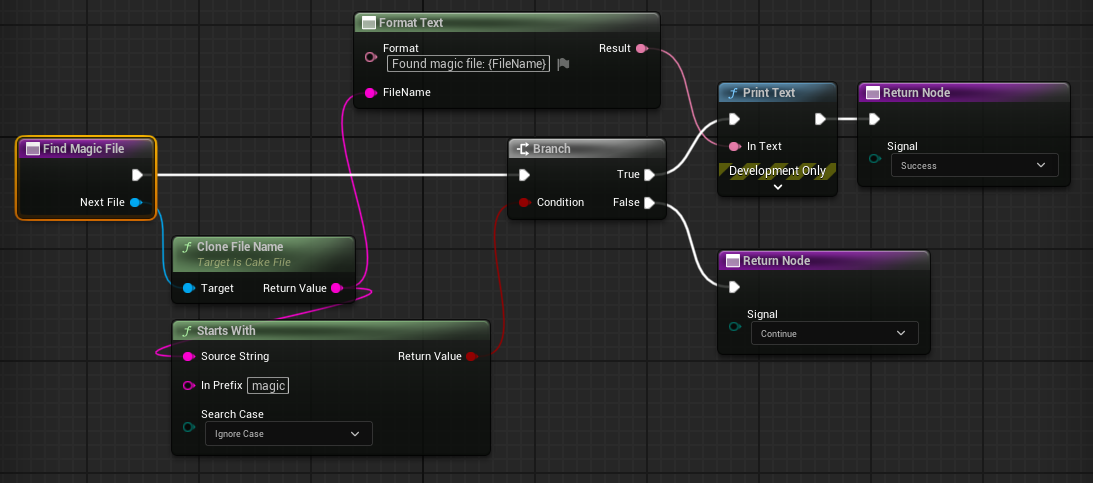 Format Text
Format
Found magic file: {FileName}
Result
FileName
Find Magic File
Next File
Clone File Name
Target is Cake File
Target
Return Value
Starts With
Source String
Return Value
In Prefix
magic
Search Case
Ignore Case
Branch
True
Condition
False
Print Text
In Text
Development Only
Return Node
Signal
Success
Return Node
Signal
Continue